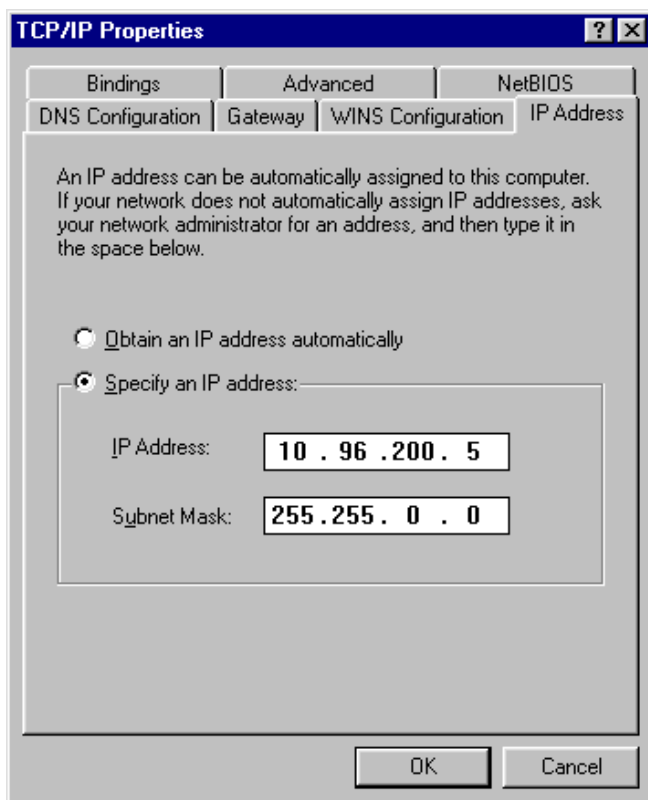 TCP/IP Properties
Bindings Advanced NetBIOS
DNS Configuration Gateway WINS Configuration IP Address
An IP address can be automatically assigned to this computer.
If your network does not automatically assign IP addresses, ask
your network administrator for an address, and then type it in
the space below.
Obtain an IP address automatically
Specify an IP address:
IP Address: 10 . 96 .200 . 5
Subnet Mask: 255.255. 0 . 0
OK Cancel